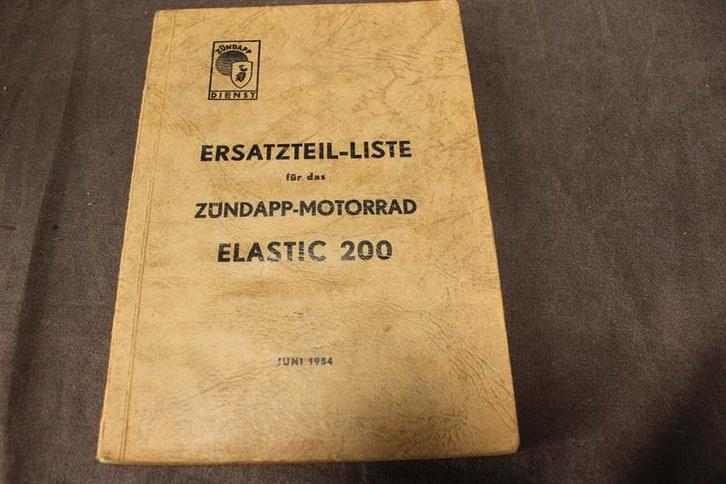 ZÜNDAPP
DIENST
ERSATZTEIL-LISTE
für das
ZÜNDAPP-MOTORRAD
ELASTIC 200
JUNI 1954